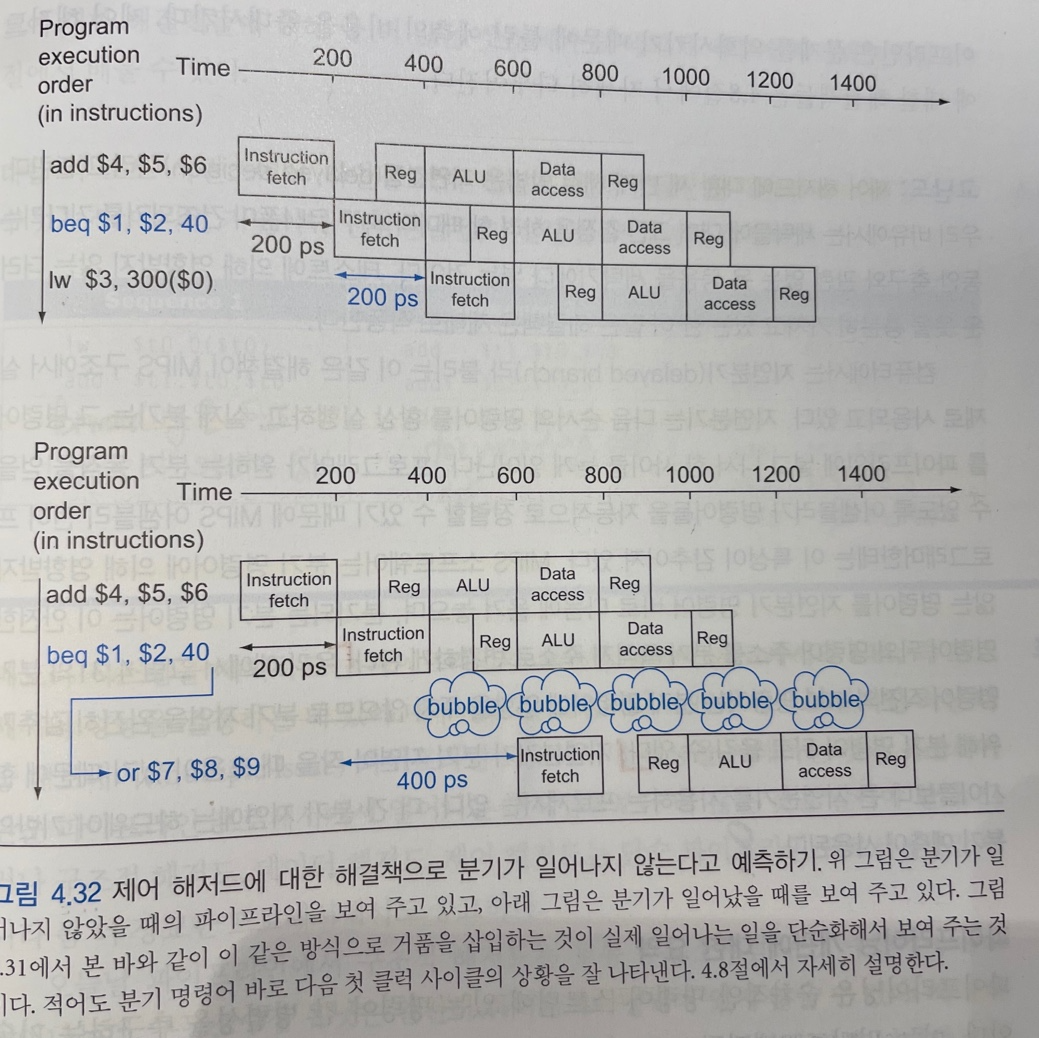 Program
execution
order
(in instructions)
Time
200 400 600 800 1000 1200 1400
add $4, $5, $6
Instruction fetch
Reg
ALU
Data access
Reg
beq $1, $2, 40
200 ps
Instruction fetch
Reg
ALU
Data access
Reg
lw $3, 300($0)
200 ps
Instruction fetch
Reg
ALU
Data access
Reg
Program
execution
order
(in instructions)
Time
200 400 600 800 1000 1200 1400
add $4, $5, $6
Instruction fetch
Reg
ALU
Data access
Reg
beq $1, $2, 40
200 ps
Instruction fetch
Reg
ALU
Data access
Reg
bubble bubble bubble bubble bubble
or $7, $8, $9
400 ps
Instruction fetch
Reg
ALU
Data access
Reg
그림 4.32 제어 해저드에 대한 해결책으로 분기가 일어나지 않는다고 예측하기. 위 그림은 분기가 일
어나지 않았을 때의 파이프라인을 보여 주고 있고, 아래 그림은 분기가 일어났을 때를 보여 주고 있다. 그림
.31에서 본 바와 같이 이 같은 방식으로 거품을 삽입하는 것이 실제 일어나는 일을 단순화해서 보여 주는 것
이다. 적어도 분기 명령어 바로 다음 첫 클럭 사이클의 상황을 잘 나타낸다. 4.8절에서 자세히 설명한다.